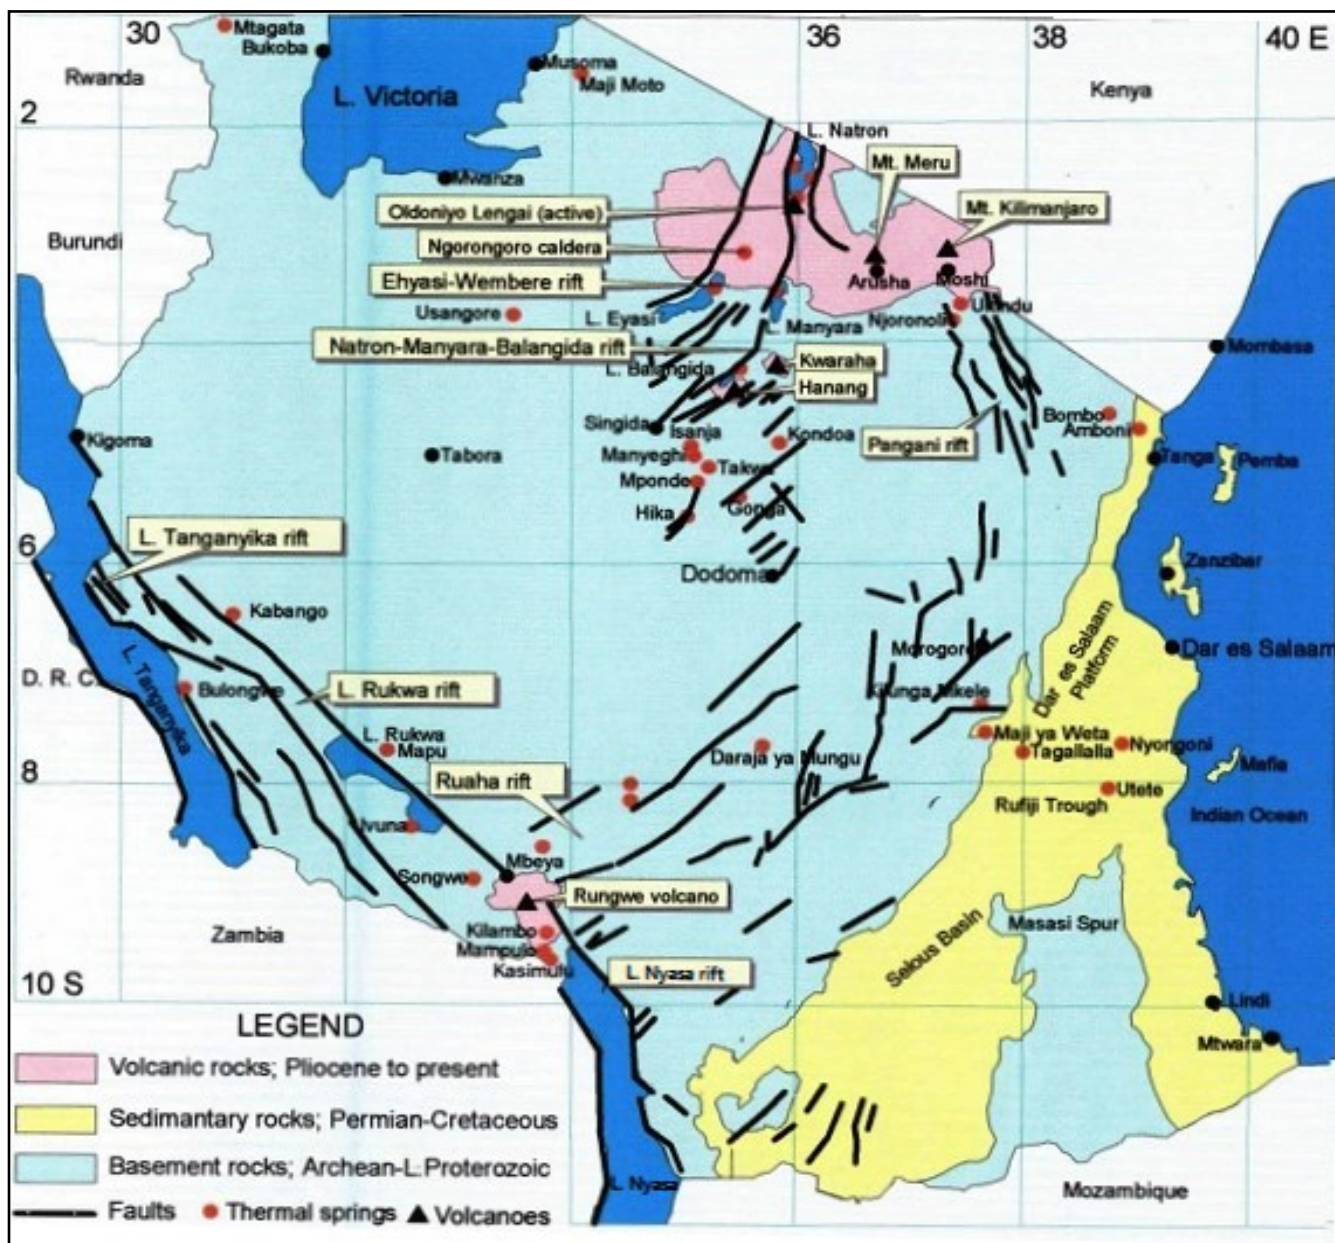 30
36
38
40 E
Mtagata
Bukoba
Musoma
Maji Moto
Rwanda
L. Victoria
Kenya
2
L. Natron
Mt. Meru
Mwanza
Oldoniyo Lengai (active)
Mt. Kilimanjaro
Burundi
Ngorongoro caldera
Arusha
Moshi
Ehyasi-Wembere rift
Usangore
L. Eyasi
L. Manyara
Njoronoli
Natron-Manyara-Balangida rift
Mombasa
L. Balangida
Kwaraha
Hanang
Singida
Isanja
Kondoa
Bombo
Amboni
Kigoma
Tabora
Manyeghi
Takwa
Pangani rift
Tanga
Pemba
Mponde
Hika
Gonga
6
L. Tanganyika rift
Dodoma
Zanzibar
Kabango
Morogoro
Dar es Salaam
Platform
Dar es Salaam
D. R. C.
L. Tanganyika
Bulongwe
L. Rukwa rift
L. Rukwa
Mapu
Daraja ya Mungu
Maji ya Weta
Tagallalla
Nyongoni
Mafia
8
Ruaha rift
Utete
Rufiji Trough
Indian Ocean
Ivuna
Songwe
Mbeya
Rungwe volcano
Zambia
Kilambo
Mampulo
Kasimulu
L. Nyasa rift
Selous Basin
Masasi Spur
10 S
Lindi
Mtwara
LEGEND
Volcanic rocks; Pliocene to present
Sedimantary rocks; Permian-Cretaceous
Basement rocks; Archean-L.Proterozoic
Faults
Thermal springs
Volcanoes
L. Nyasa
Mozambique